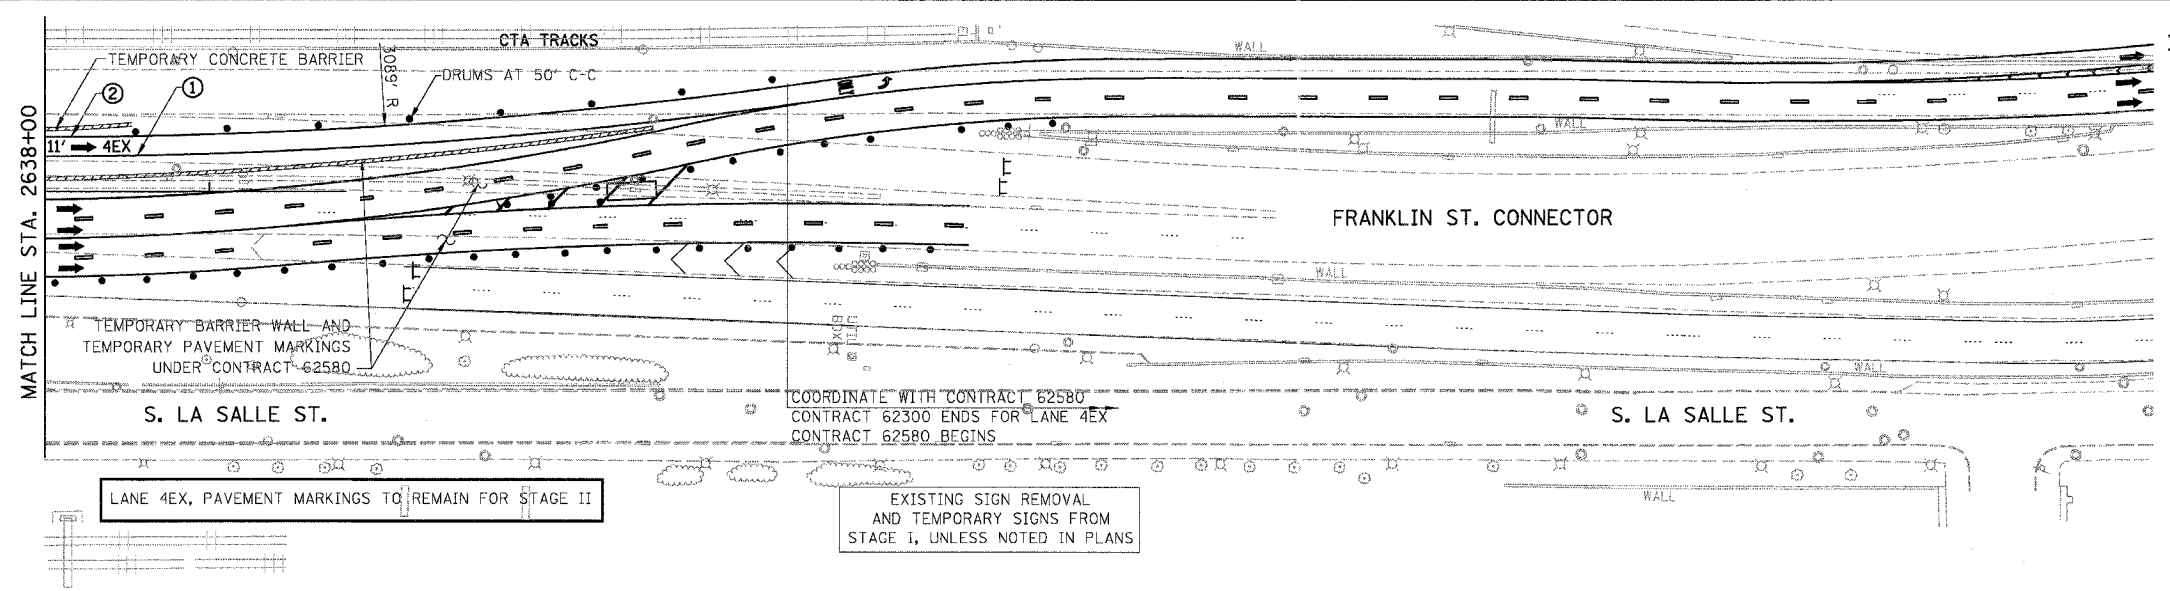 CTA TRACKS
WALL
TEMPORARY CONCRETE BARRIER
3089' R
DRUMS AT 50' C-C
2
1
WALL
11' 4EX
MATCH LINE STA. 2638+00
FRANKLIN ST. CONNECTOR
WALL
TEMPORARY BARRIER WALL AND
TEMPORARY PAVEMENT MARKINGS
UNDER CONTRACT 62580
UTIL
BOX
WALL
S. LA SALLE ST.
COORDINATE WITH CONTRACT 62580
CONTRACT 62300 ENDS FOR LANE 4EX
CONTRACT 62580 BEGINS
S. LA SALLE ST.
LANE 4EX, PAVEMENT MARKINGS TO REMAIN FOR STAGE II
EXISTING SIGN REMOVAL
AND TEMPORARY SIGNS FROM
STAGE I, UNLESS NOTED IN PLANS
WALL